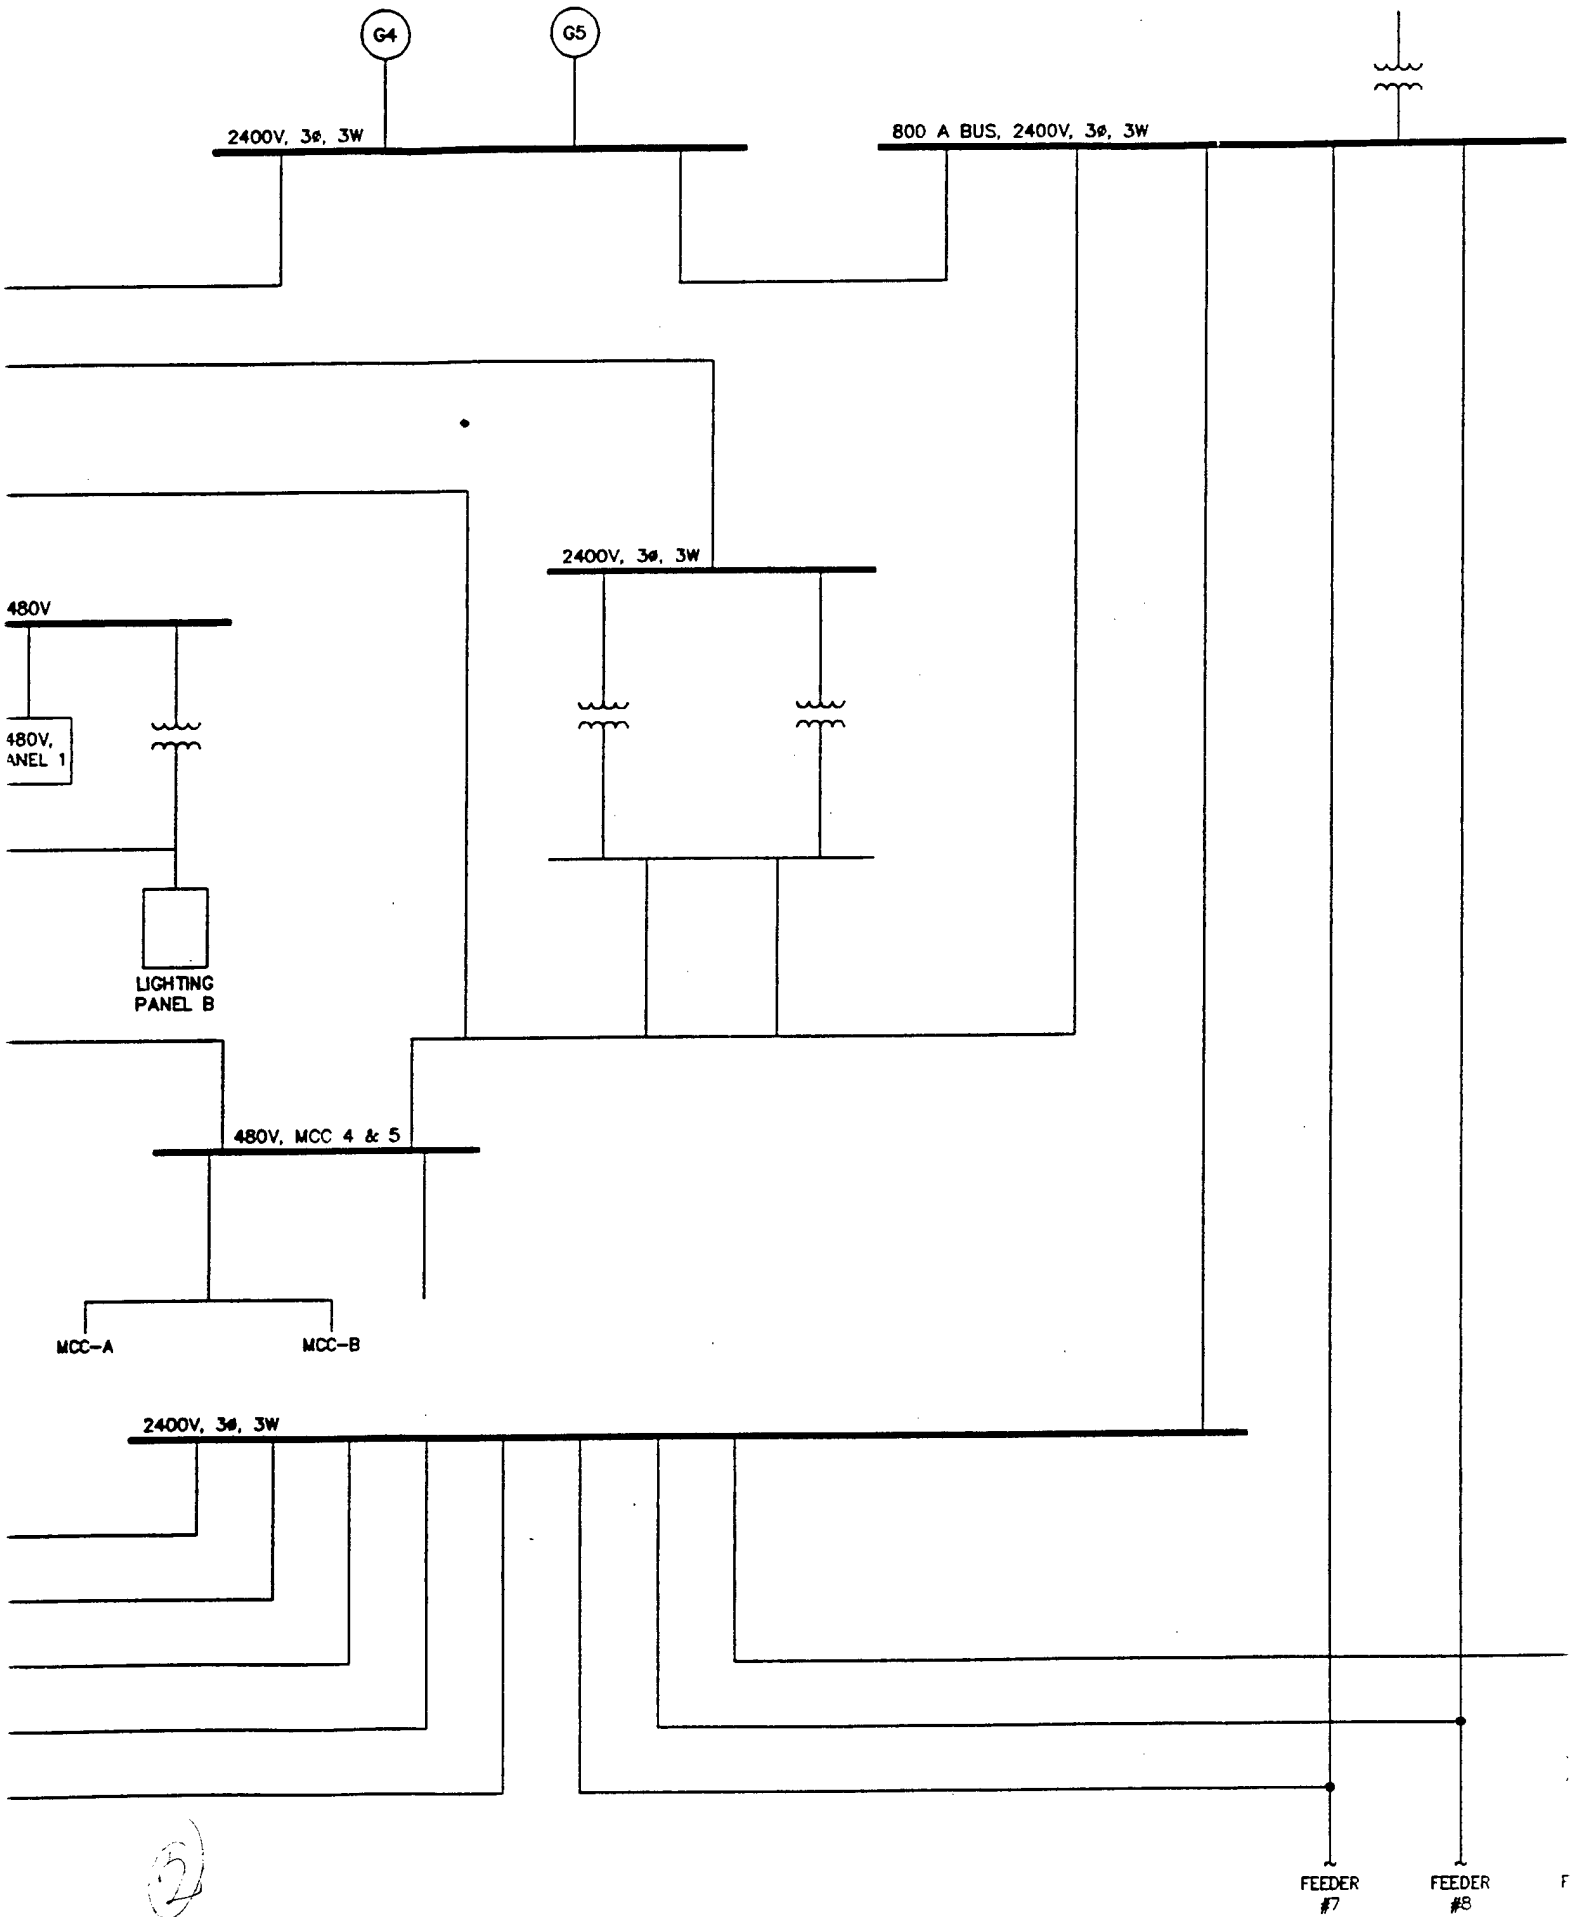 G4
G5
2400V, 3ø, 3W
800 A BUS, 2400V, 3ø, 3W
2400V, 3ø, 3W
480V
480V,
ANEL 1
LIGHTING
PANEL B
480V, MCC 4 & 5
MCC-A
MCC-B
2400V, 3ø, 3W
2
FEEDER
#7
FEEDER
#8
F